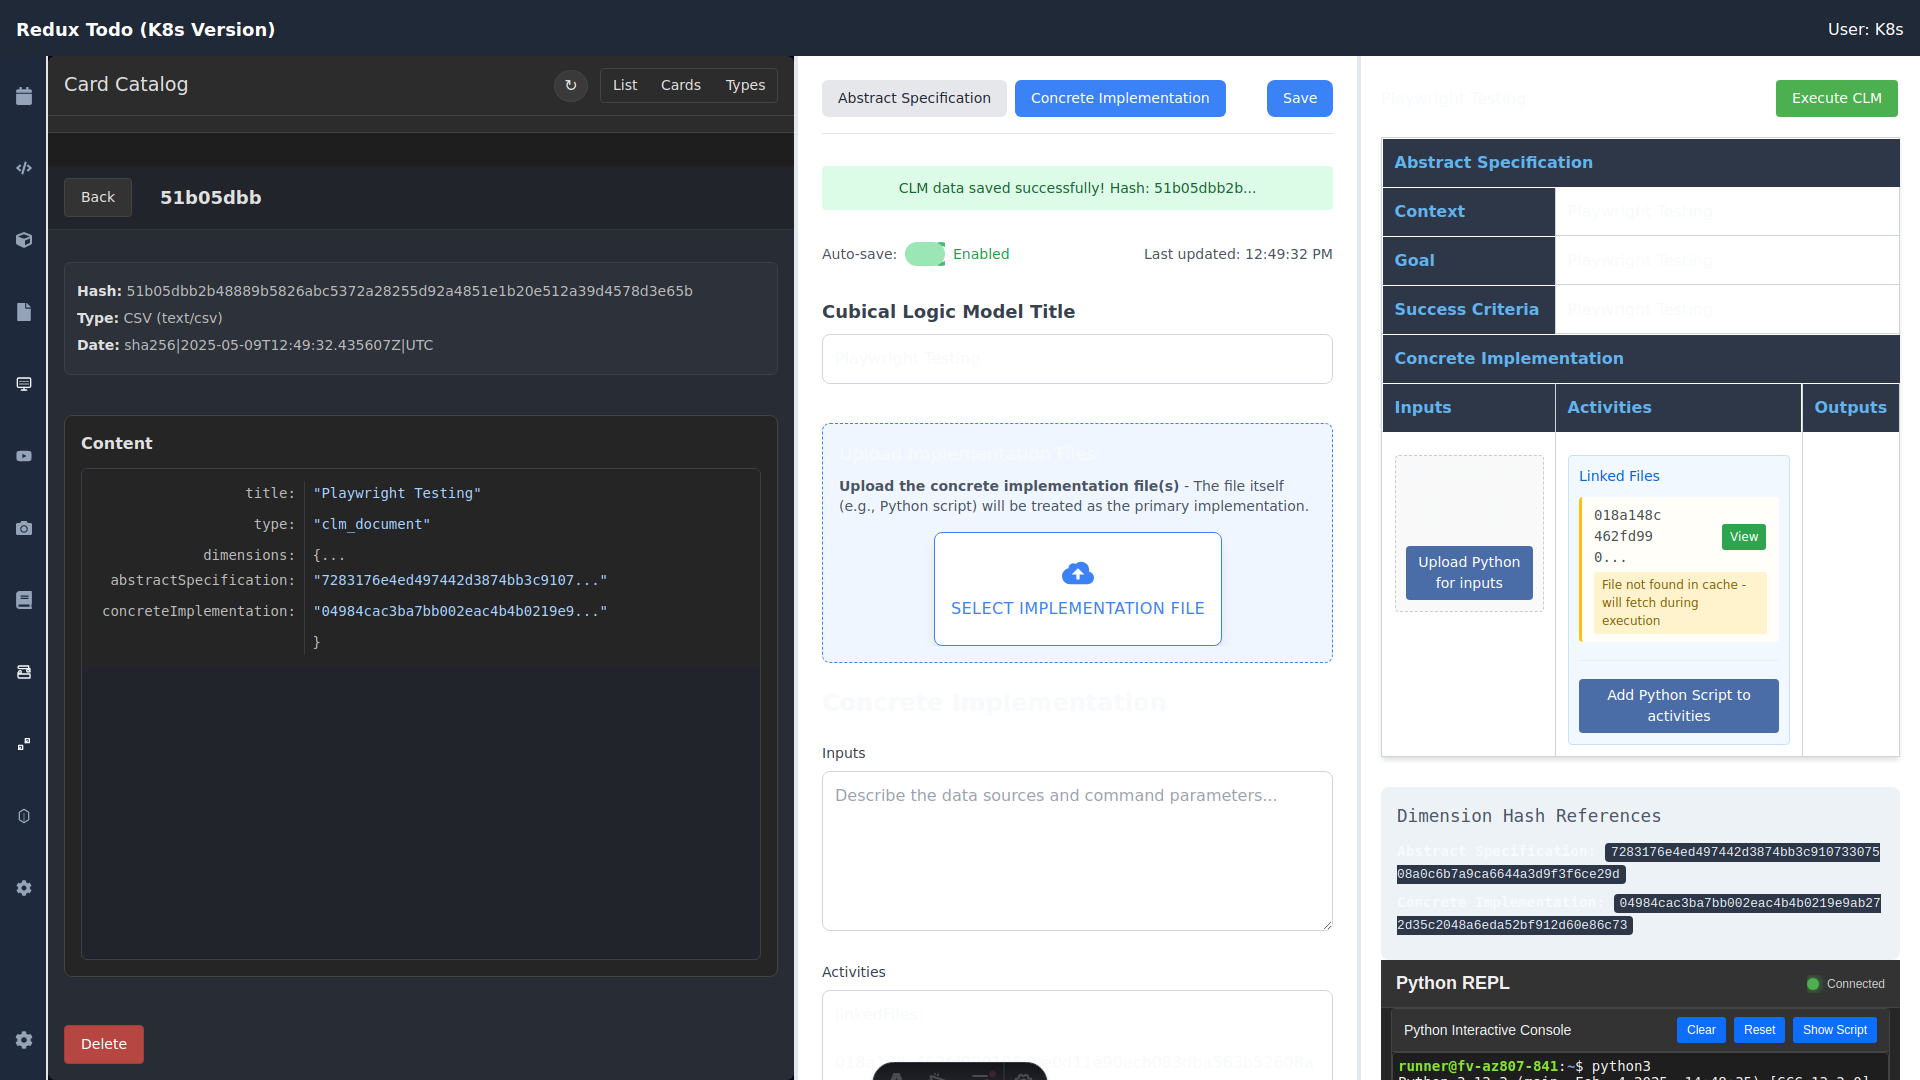 Redux Todo (K8s Version)
User: K8s
Card Catalog
↻
List
Cards
Types
Back
51b05dbb
Hash: 51b05dbb2b48889b5826abc5372a28255d92a4851e1b20e512a39d4578d3e65b
Type: CSV (text/csv)
Date: sha256|2025-05-09T12:49:32.435607Z|UTC
Content
title: "Playwright Testing"
type: "clm_document"
dimensions: {...
abstractSpecification: "7283176e4ed497442d3874bb3c9107..."
concreteImplementation: "04984cac3ba7bb002eac4b4b0219e9..."
}
Delete
Abstract Specification
Concrete Implementation
Save
CLM data saved successfully! Hash: 51b05dbb2b...
Auto-save:
Enabled
Last updated: 12:49:32 PM
Cubical Logic Model Title
Playwright Testing
Upload Implementation Files
Upload the concrete implementation file(s) - The file itself
(e.g., Python script) will be treated as the primary implementation.
SELECT IMPLEMENTATION FILE
Concrete Implementation
Inputs
Describe the data sources and command parameters...
Activities
linkedFiles
Playwright Testing
Execute CLM
Abstract Specification
Context
Playwright Testing
Goal
Playwright Testing
Success Criteria
Playwright Testing
Concrete Implementation
Inputs
Activities
Outputs
Upload Python
for inputs
Linked Files
018a148c
462fd99
0...
View
File not found in cache -
will fetch during
execution
Add Python Script to
activities
Dimension Hash References
Abstract Specification: 7283176e4ed497442d3874bb3c910733075
08a0c6b7a9ca6644a3d9f3f6ce29d
Concrete Implementation: 04984cac3ba7bb002eac4b4b0219e9ab27
2d35c2048a6eda52bf912d60e86c73
Python REPL
Connected
Python Interactive Console
Clear
Reset
Show Script
runner@fv-az807-841:~$ python3